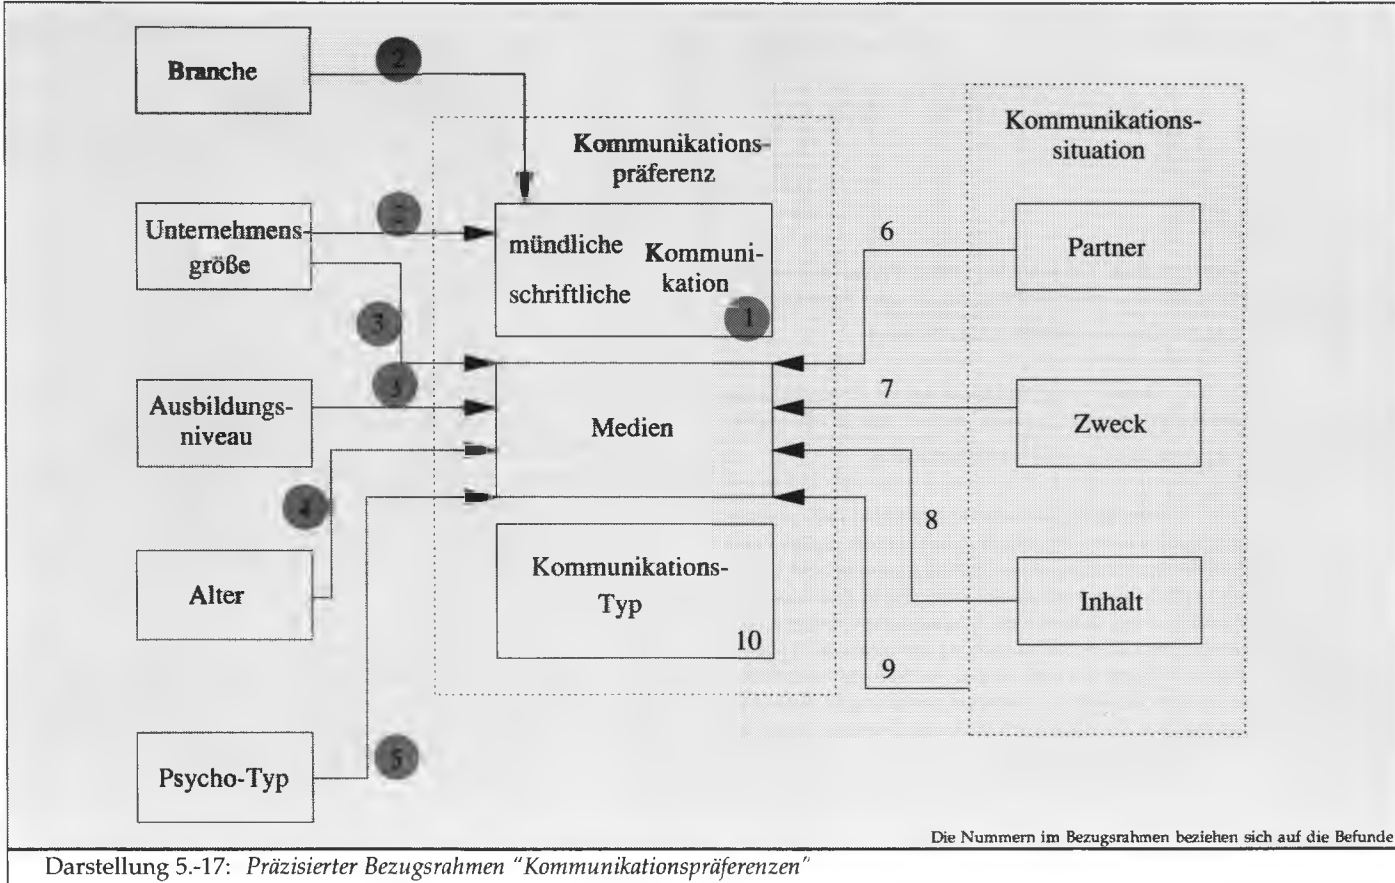 Branche
2
Kommunikations-
präferenz
Kommunikations-
situation
Unternehmens-
größe
mündliche
schriftliche
Kommuni-
kation
1
6
Partner
3
3
Ausbildungs-
niveau
Medien
7
Zweck
4
8
Alter
Kommunikations-
Typ
10
Inhalt
9
Psycho-Typ
5
Die Nummern im Bezugsrahmen beziehen sich auf die Befunde
Darstellung 5.-17: Präzisierter Bezugsrahmen "Kommunikationspräferenzen"